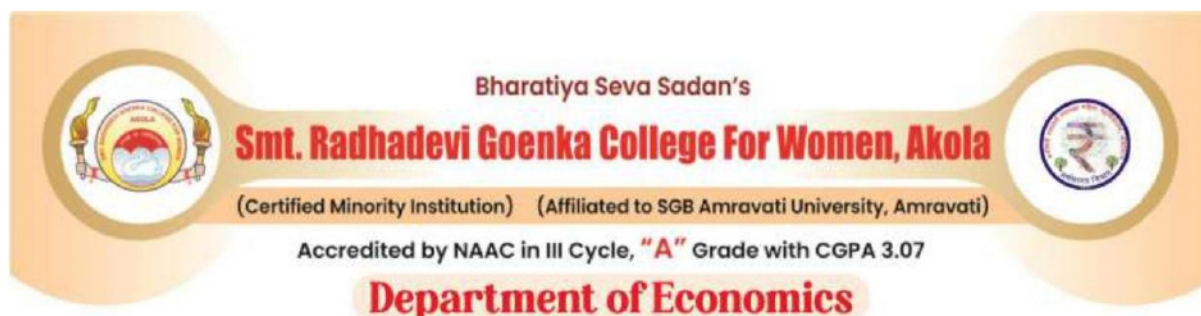 Bharatiya Seva Sadan's
Smt. Radhadevi Goenka College For Women, Akola
AKOLA
(Certified Minority Institution) (Affiliated to SGB Amravati University, Amravati)
Accredited by NAAC in III Cycle, "A" Grade with CGPA 3.07
Department of Economics